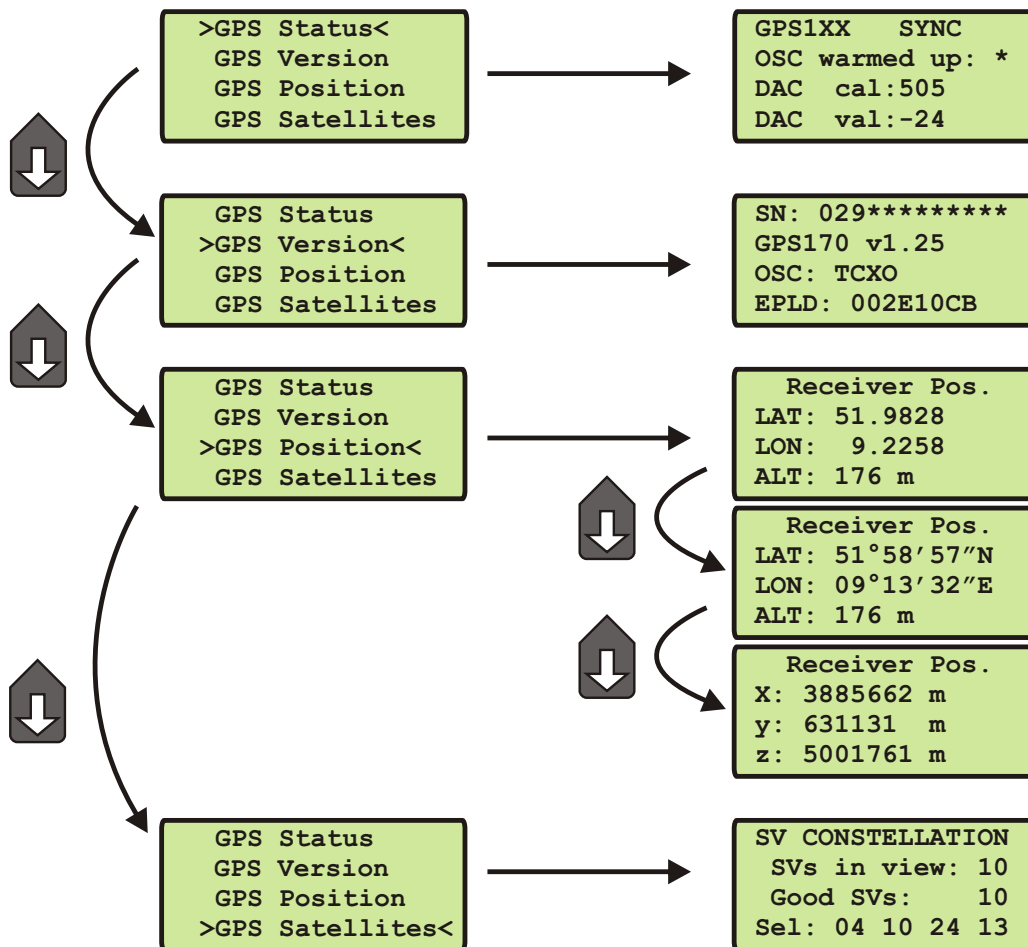 >GPS Status<
GPS Version
GPS Position
GPS Satellites
GPS1XX SYNC
OSC warmed up: *
DAC cal:505
DAC val:-24
GPS Status
>GPS Version<
GPS Position
GPS Satellites
SN: 029*********
GPS170 v1.25
OSC: TCXO
EPLD: 002E10CB
GPS Status
GPS Version
>GPS Position<
GPS Satellites
Receiver Pos.
LAT: 51.9828
LON: 9.2258
ALT: 176 m
Receiver Pos.
LAT: 51°58′57″N
LON: 09°13′32″E
ALT: 176 m
Receiver Pos.
X: 3885662 m
y: 631131 m
z: 5001761 m
GPS Status
GPS Version
GPS Position
>GPS Satellites<
SV CONSTELLATION
SVs in view: 10
Good SVs: 10
Sel: 04 10 24 13